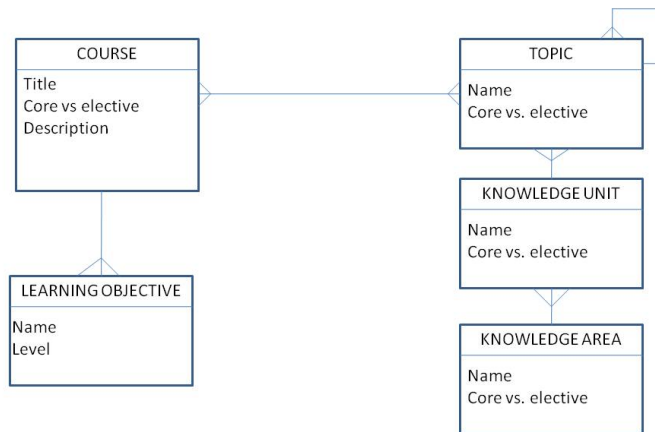 COURSE
Title
Core vs elective
Description
TOPIC
Name
Core vs. elective
KNOWLEDGE UNIT
Name
Core vs. elective
LEARNING OBJECTIVE
Name
Level
KNOWLEDGE AREA
Name
Core vs. elective